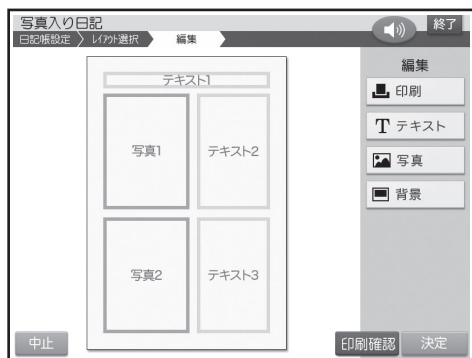 写真入り日記
終了
日記帳設定 レイアウト選択 編集
編集
テキスト1
写真1 テキスト2
写真2 テキスト3
印刷
T テキスト
写真
背景
中止
印刷確認 決定